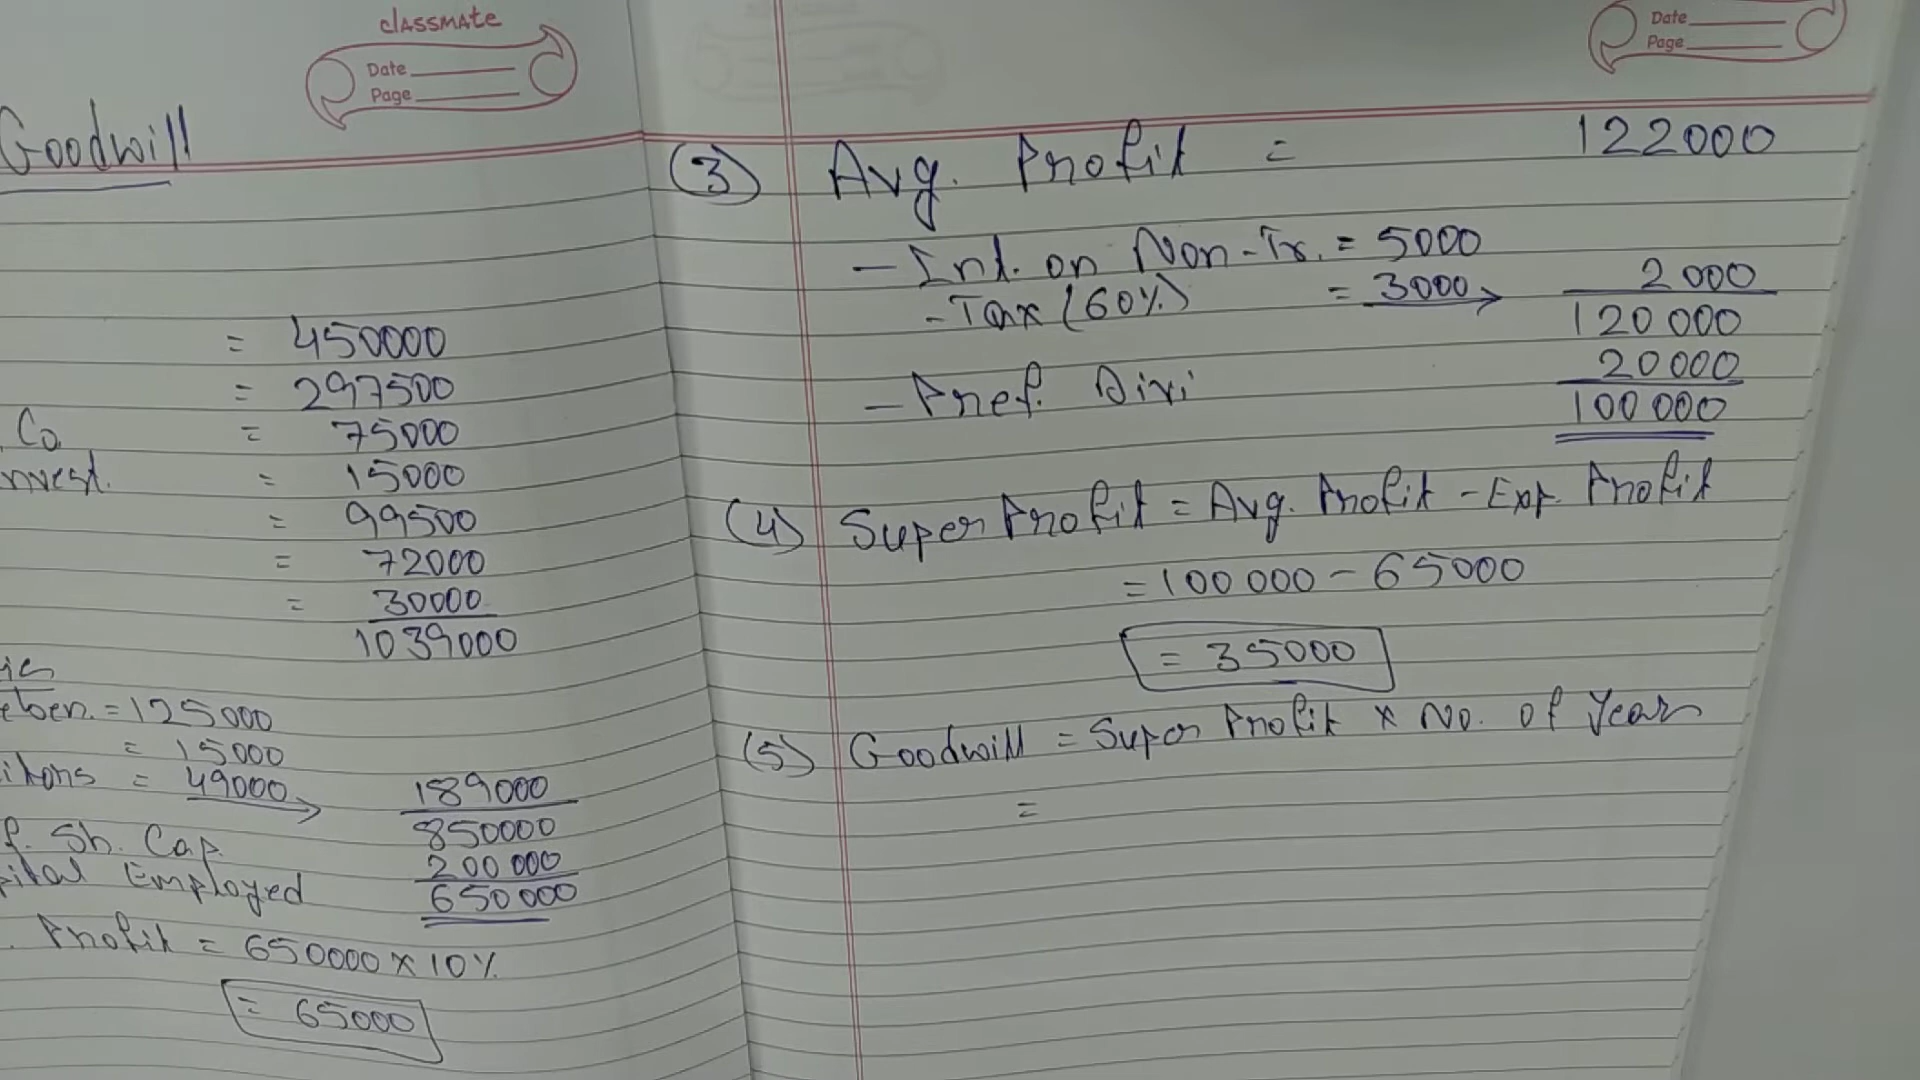 classmate
Date
Page
Goodwill
= 450000
= 297500
Co = 75000
nvest. = 15000
= 99500
= 72000
= 30000
1039000
eben. = 125000
= 15000
itons = 49000 → 189000
850000
f. Sh. Cap. 200000
pital Employed 650000
. Profit = 650000 x 10%
= 65000
Date
Page
(3) Avg. Profit = 122000
- Int. on Non-Tr. = 5000
- Tax (60%) = 3000 → 2000
120000
- Pref. Divi 20000
100000
(4) Super Profit = Avg. Profit - Exp. Profit
= 100000 - 65000
= 35000
(5) Goodwill = Super Profit x No. of Year
=